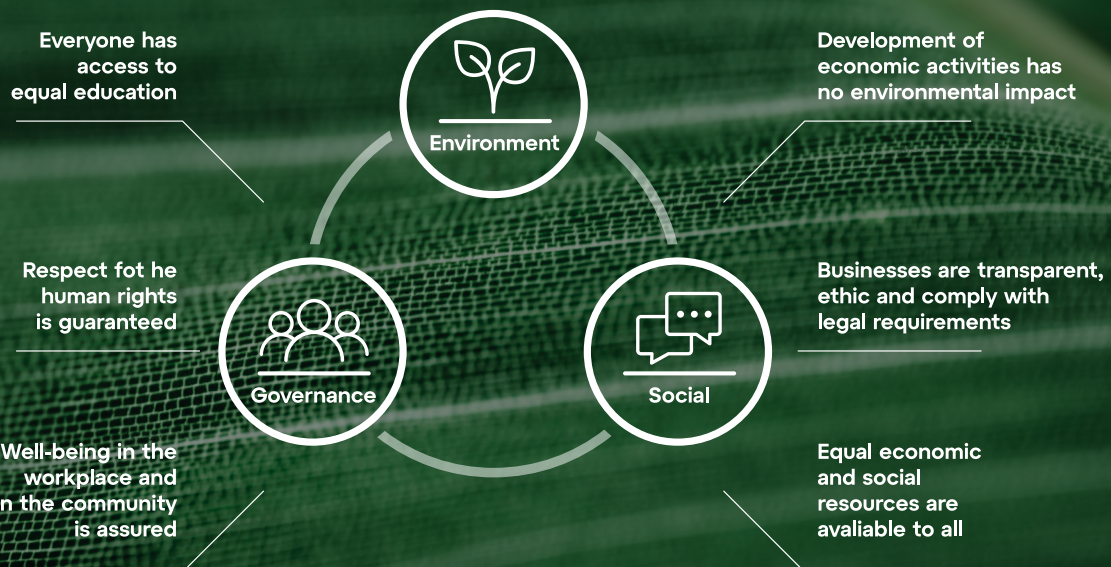 Everyone has
access to
equal education
Environment
Development of
economic activities has
no environmental impact
Respect fot he
human rights
is guaranteed
Governance
Social
Businesses are transparent,
ethic and comply with
legal requirements
Well-being in the
workplace and
n the community
is assured
Equal economic
and social
resources are
avaliable to all